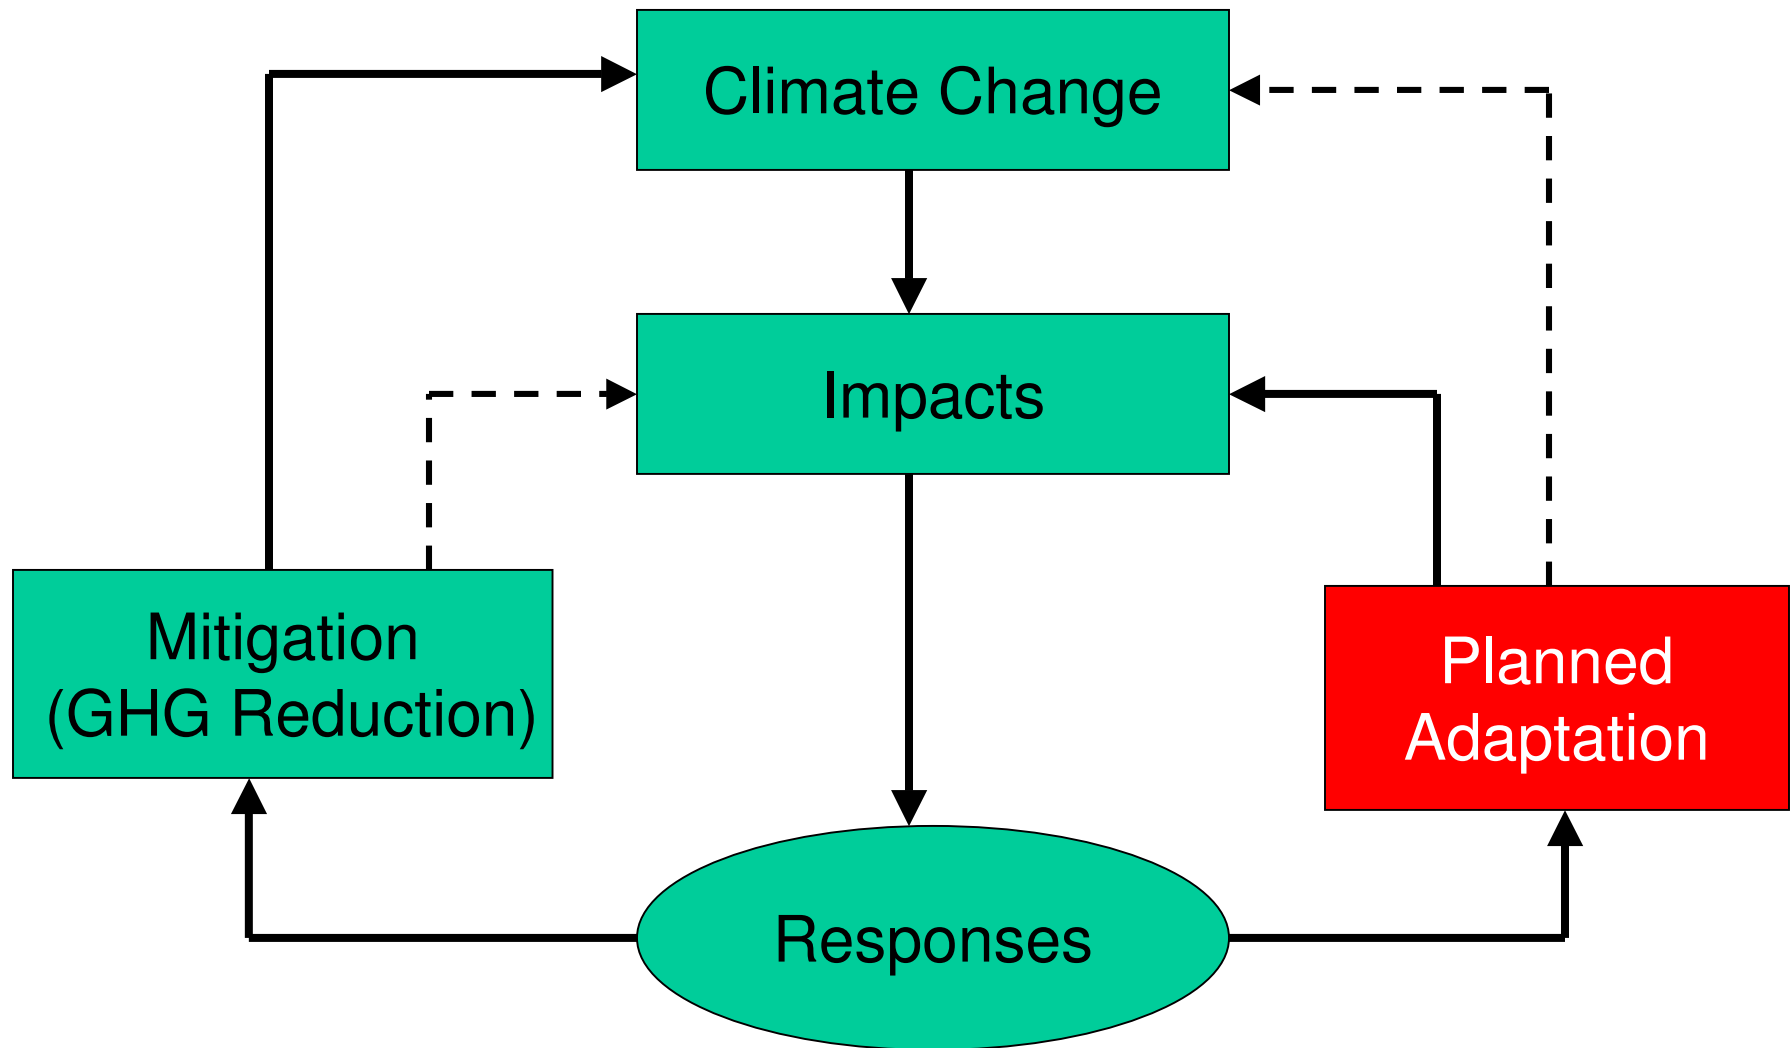 Climate Change
Impacts
Mitigation
(GHG Reduction)
Planned
Adaptation
Responses